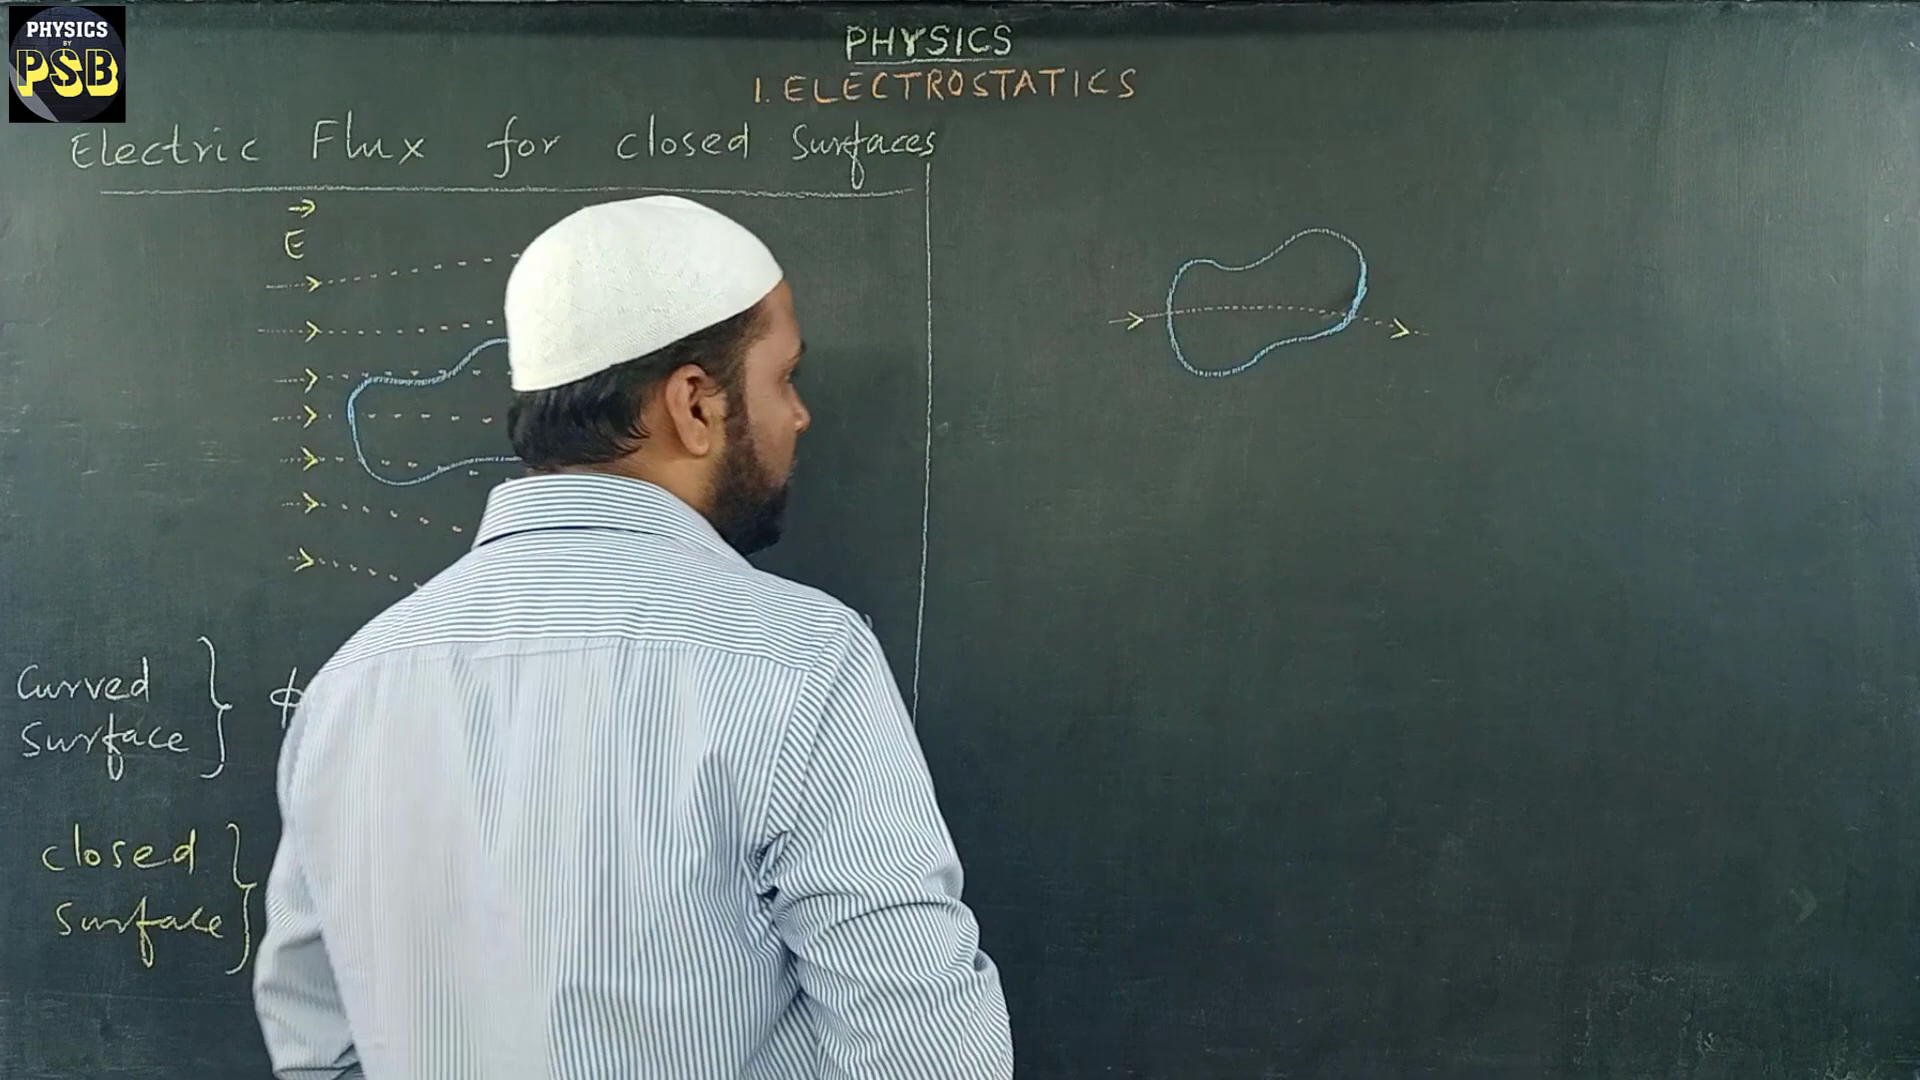 PHYSICS
BY
PSB
PHYSICS
1. ELECTROSTATICS
Electric Flux for closed Surfaces
E
Curved
Surface
ϕ
closed
Surface